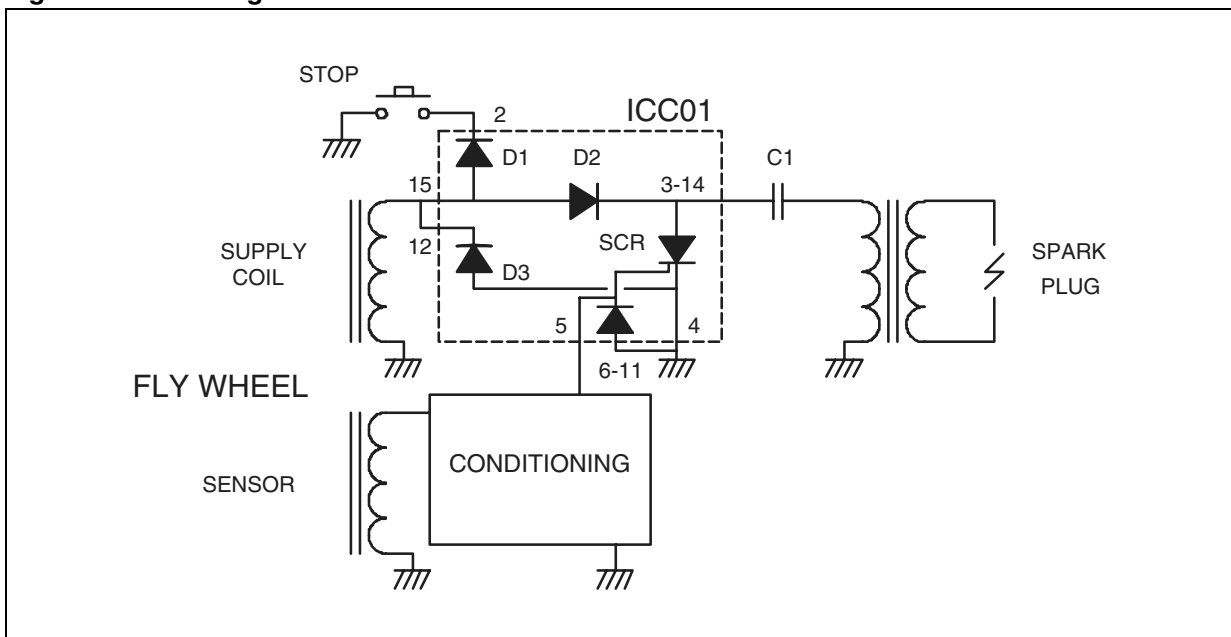 STOP
2
ICC01
D1
D2
C1
15
3-14
12
SCR
SUPPLY
COIL
D3
SPARK
PLUG
5
4
6-11
FLY WHEEL
CONDITIONING
SENSOR